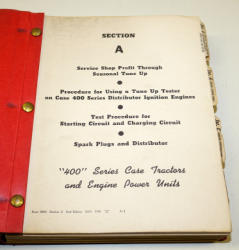 SECTION
A
Service Shop Profit Through
Seasonal Tune Up
Procedure for Using a Tune Up Tester
on Case 400 Series Distributor Ignition Engines
Test Procedure for
Starting Circuit and Charging Circuit
Spark Plugs and Distributor
"400" Series Case Tractors
and Engine Power Units